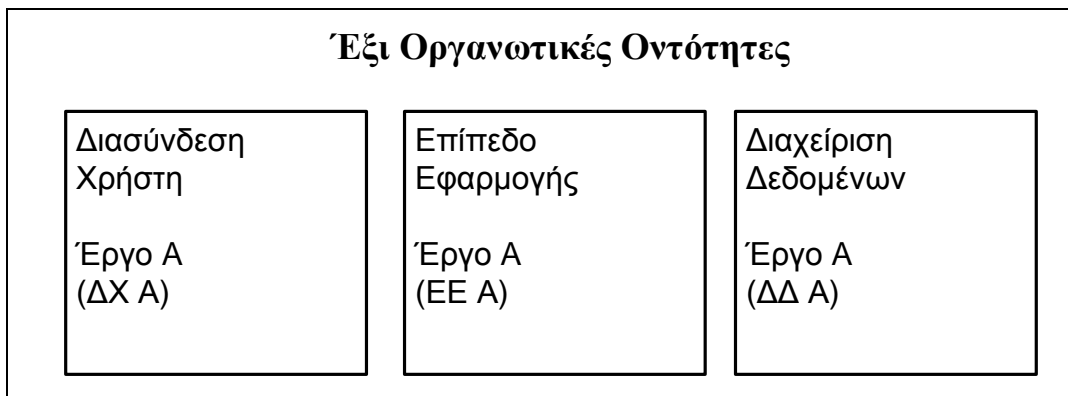 Έξι Οργανωτικές Οντότητες
Διασύνδεση
Χρήστη
Έργο Α
(ΔΧ Α)
Επίπεδο
Εφαρμογής
Έργο Α
(ΕΕ Α)
Διαχείριση
Δεδομένων
Έργο Α
(ΔΔ Α)